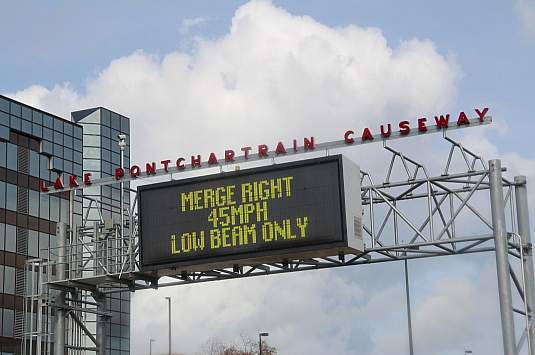 LAKE PONTCHARTRAIN CAUSEWAY
MERGE RIGHT
45MPH
LOW BEAM ONLY